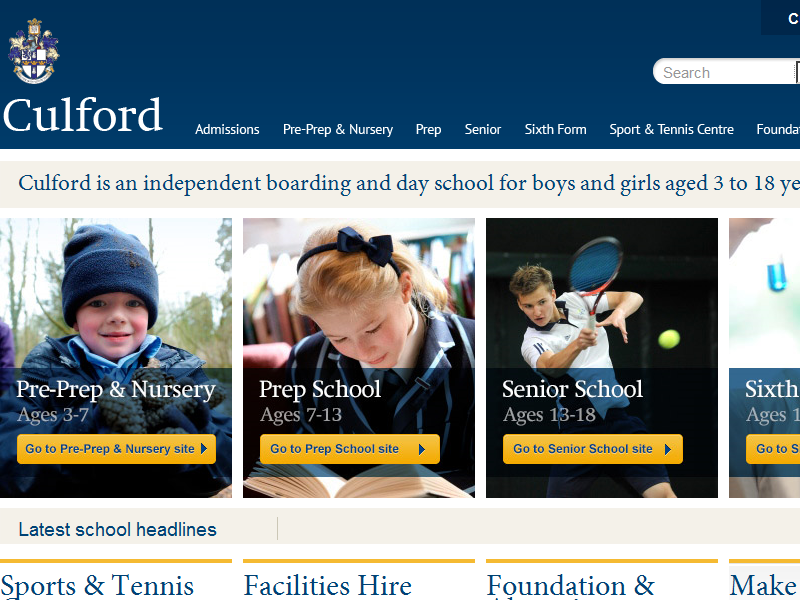 C
Search
Culford
Admissions Pre-Prep & Nursery Prep Senior Sixth Form Sport & Tennis Centre Foundat
Culford is an independent boarding and day school for boys and girls aged 3 to 18 ye
Pre-Prep & Nursery
Ages 3-7
Go to Pre-Prep & Nursery site
Prep School
Ages 7-13
Go to Prep School site
Senior School
Ages 13-18
Go to Senior School site
Sixth
Ages 1
Go to S
Latest school headlines
Sports & Tennis
Facilities Hire
Foundation &
Make